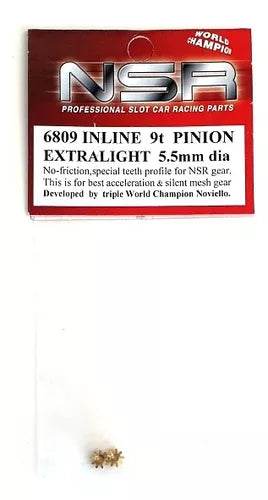 WORLD
CHAMPION
NSR
PROFESSIONAL SLOT CAR RACING PARTS
6809 INLINE 9t PINION
EXTRALIGHT 5.5mm dia
No-friction,special teeth profile for NSR gear.
This is for best acceleration & silent mesh gear
Developed by triple World Champion Noviello.